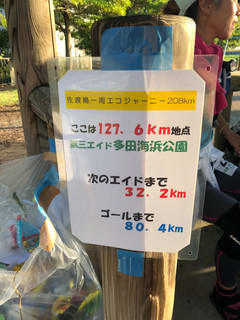 佐渡島一周エコジャーニー208km
ここは127.6km地点
第三エイド多田海浜公園
次のエイドまで
32.2km
ゴールまで
80.4km